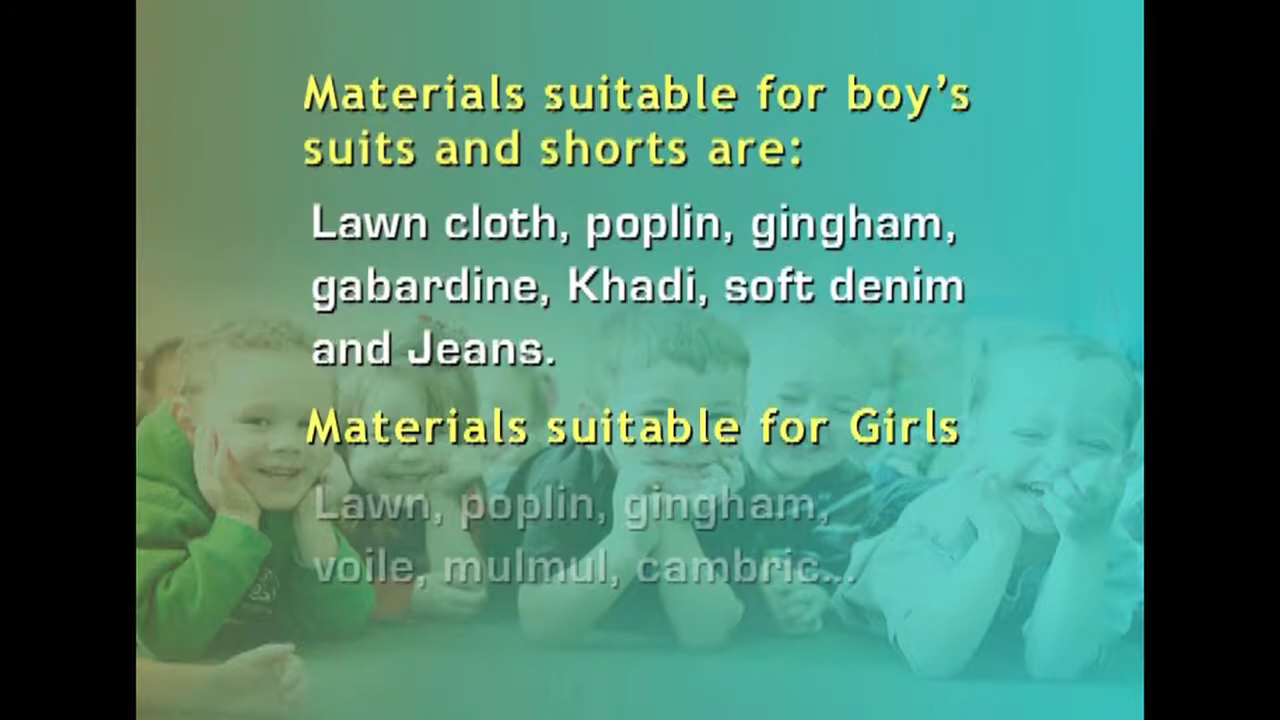 Materials suitable for boy's
suits and shorts are:
Lawn cloth, poplin, gingham,
gabardine, Khadi, soft denim
and Jeans.
Materials suitable for Girls
Lawn, poplin, gingham,
voile, mulmul, cambric...